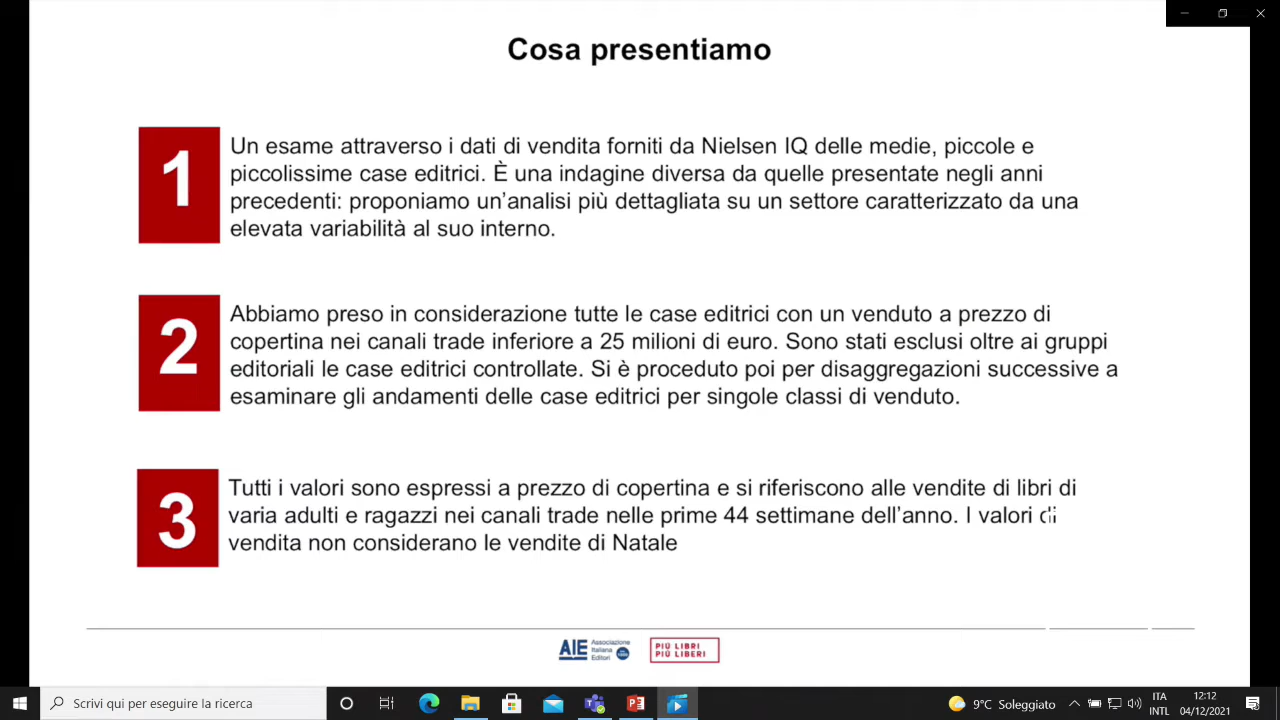 Cosa presentiamo
1
Un esame attraverso i dati di vendita forniti da Nielsen IQ delle medie, piccole e
piccolissime case editrici. È una indagine diversa da quelle presentate negli anni
precedenti: proponiamo un'analisi più dettagliata su un settore caratterizzato da una
elevata variabilità al suo interno.
2
Abbiamo preso in considerazione tutte le case editrici con un venduto a prezzo di
copertina nei canali trade inferiore a 25 milioni di euro. Sono stati esclusi oltre ai gruppi
editoriali le case editrici controllate. Si è proceduto poi per disaggregazioni successive a
esaminare gli andamenti delle case editrici per singole classi di venduto.
3
Tutti i valori sono espressi a prezzo di copertina e si riferiscono alle vendite di libri di
varia adulti e ragazzi nei canali trade nelle prime 44 settimane dell'anno. I valori di
vendita non considerano le vendite di Natale
AIE Associazione
Italiana
Editori
PIÙ LIBRI
PIÙ LIBERI
Scrivi qui per eseguire la ricerca
9°C Soleggiato
ITA
INTL
12:12
04/12/2021